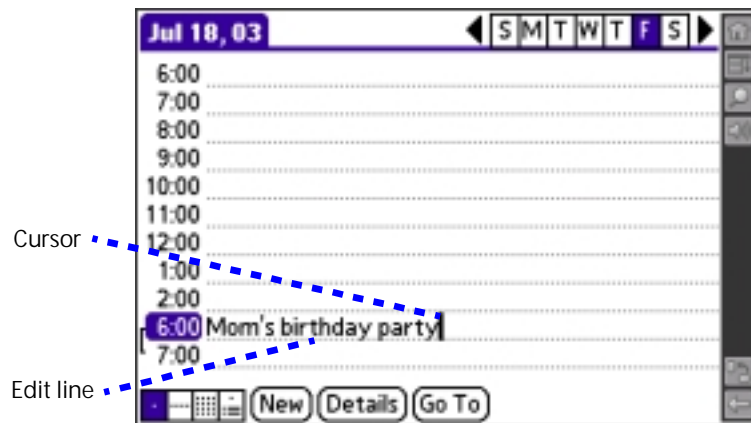 Jul 18, 03 S M T W T F S
6:00
7:00
8:00
9:00
10:00
11:00
Cursor
12:00
1:00
2:00
6:00 Mom's birthday party
7:00
Edit line
New Details Go To